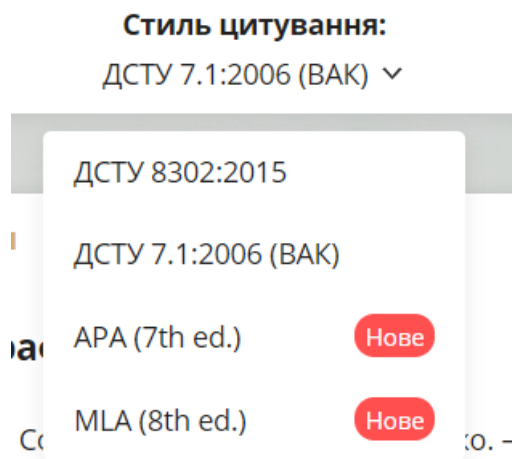 Стиль цитування:
ДСТУ 7.1:2006 (ВАК)
ДСТУ 8302:2015
ДСТУ 7.1:2006 (ВАК)
APA (7th ed.) Нове
MLA (8th ed.) Нове